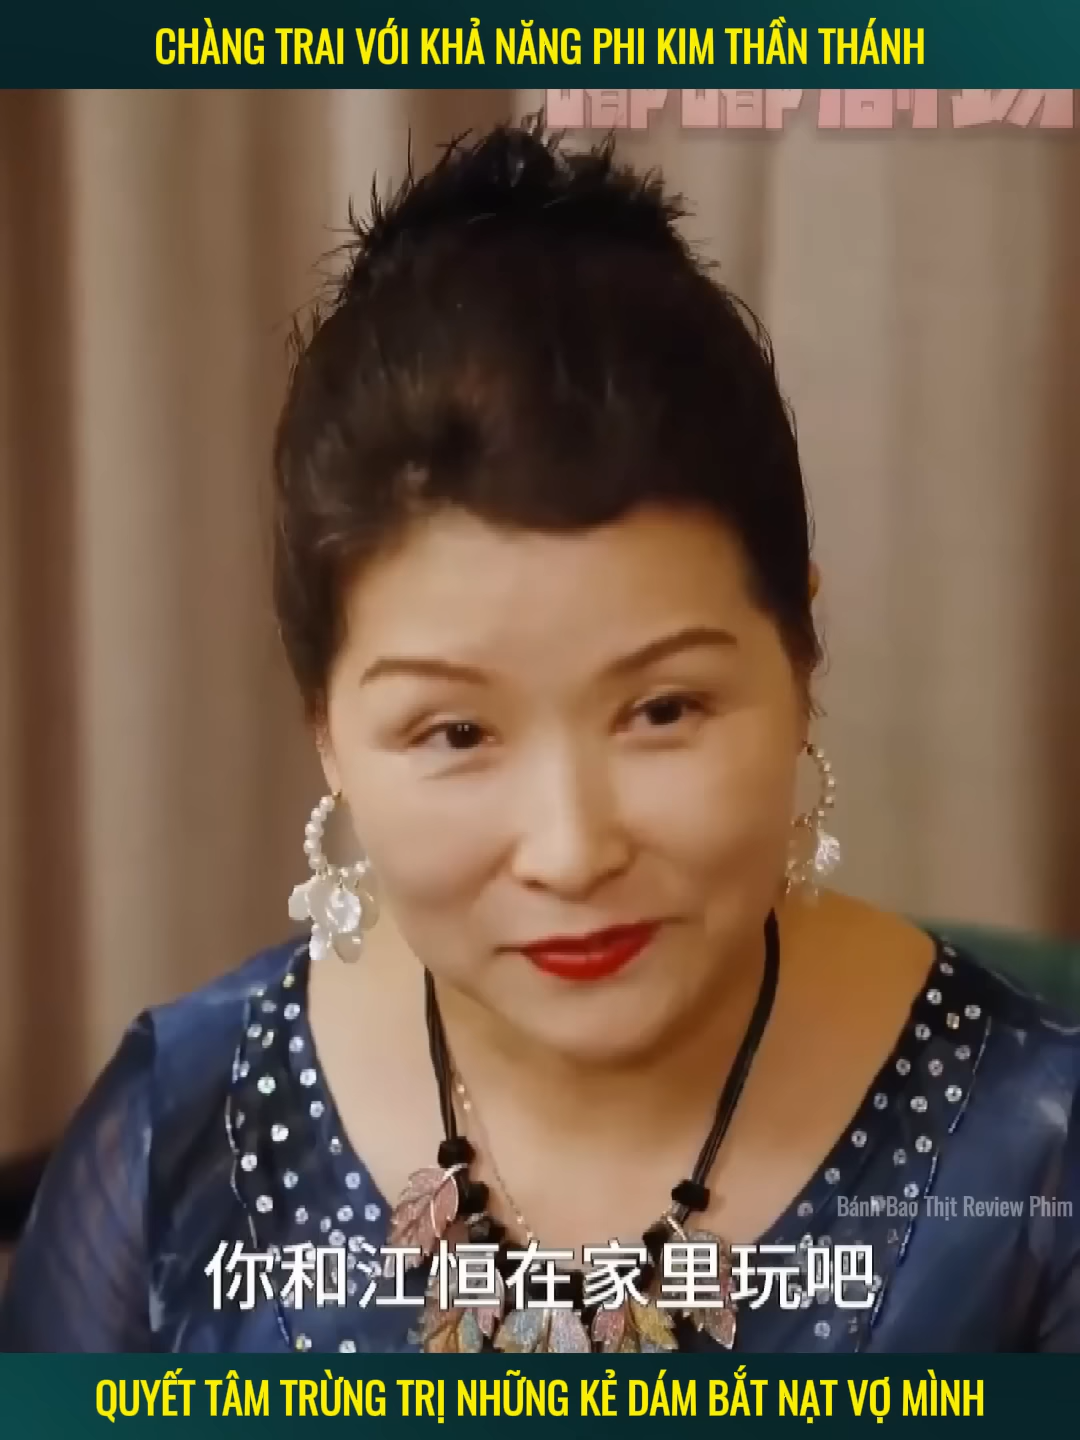 CHÀNG TRAI VỚI KHẢ NĂNG PHI KIM THẦN THÁNH
Bánh Bao Thịt Review Phim
你和江恒在家里玩吧
QUYẾT TÂM TRỪNG TRỊ NHỮNG KẺ DÁM BẮT NẠT VỢ MÌNH